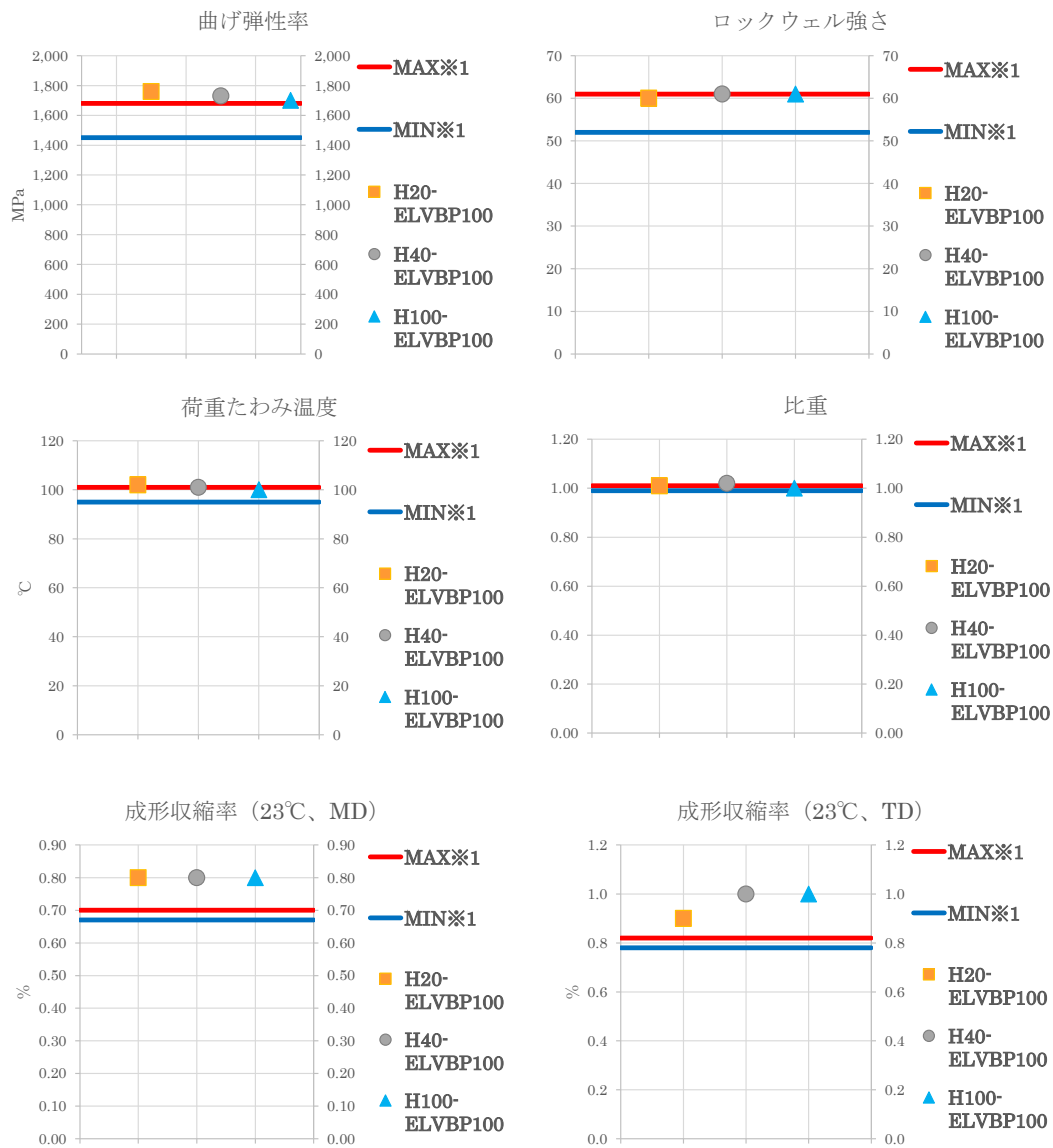 曲げ弾性率
2,000
1,800
1,600
1,400
1,200
1,000
800
600
400
200
0
MPa
2,000
1,800
1,600
1,400
1,200
1,000
800
600
400
200
0
MAX※1
MIN※1
H20-
ELVBP100
H40-
ELVBP100
H100-
ELVBP100
ロックウェル強さ
70
60
50
40
30
20
10
0
70
60
50
40
30
20
10
0
MAX※1
MIN※1
H20-
ELVBP100
H40-
ELVBP100
H100-
ELVBP100
荷重たわみ温度
120
100
80
60
40
20
0
℃
120
100
80
60
40
20
0
MAX※1
MIN※1
H20-
ELVBP100
H40-
ELVBP100
H100-
ELVBP100
比重
1.20
1.00
0.80
0.60
0.40
0.20
0.00
1.20
1.00
0.80
0.60
0.40
0.20
0.00
MAX※1
MIN※1
H20-
ELVBP100
H40-
ELVBP100
H100-
ELVBP100
成形収縮率（23℃、MD）
0.90
0.80
0.70
0.60
0.50
0.40
0.30
0.20
0.10
0.00
%
0.90
0.80
0.70
0.60
0.50
0.40
0.30
0.20
0.10
0.00
MAX※1
MIN※1
H20-
ELVBP100
H40-
ELVBP100
H100-
ELVBP100
成形収縮率（23℃、TD）
1.2
1.0
0.8
0.6
0.4
0.2
0.0
%
1.2
1.0
0.8
0.6
0.4
0.2
0.0
MAX※1
MIN※1
H20-
ELVBP100
H40-
ELVBP100
H100-
ELVBP100